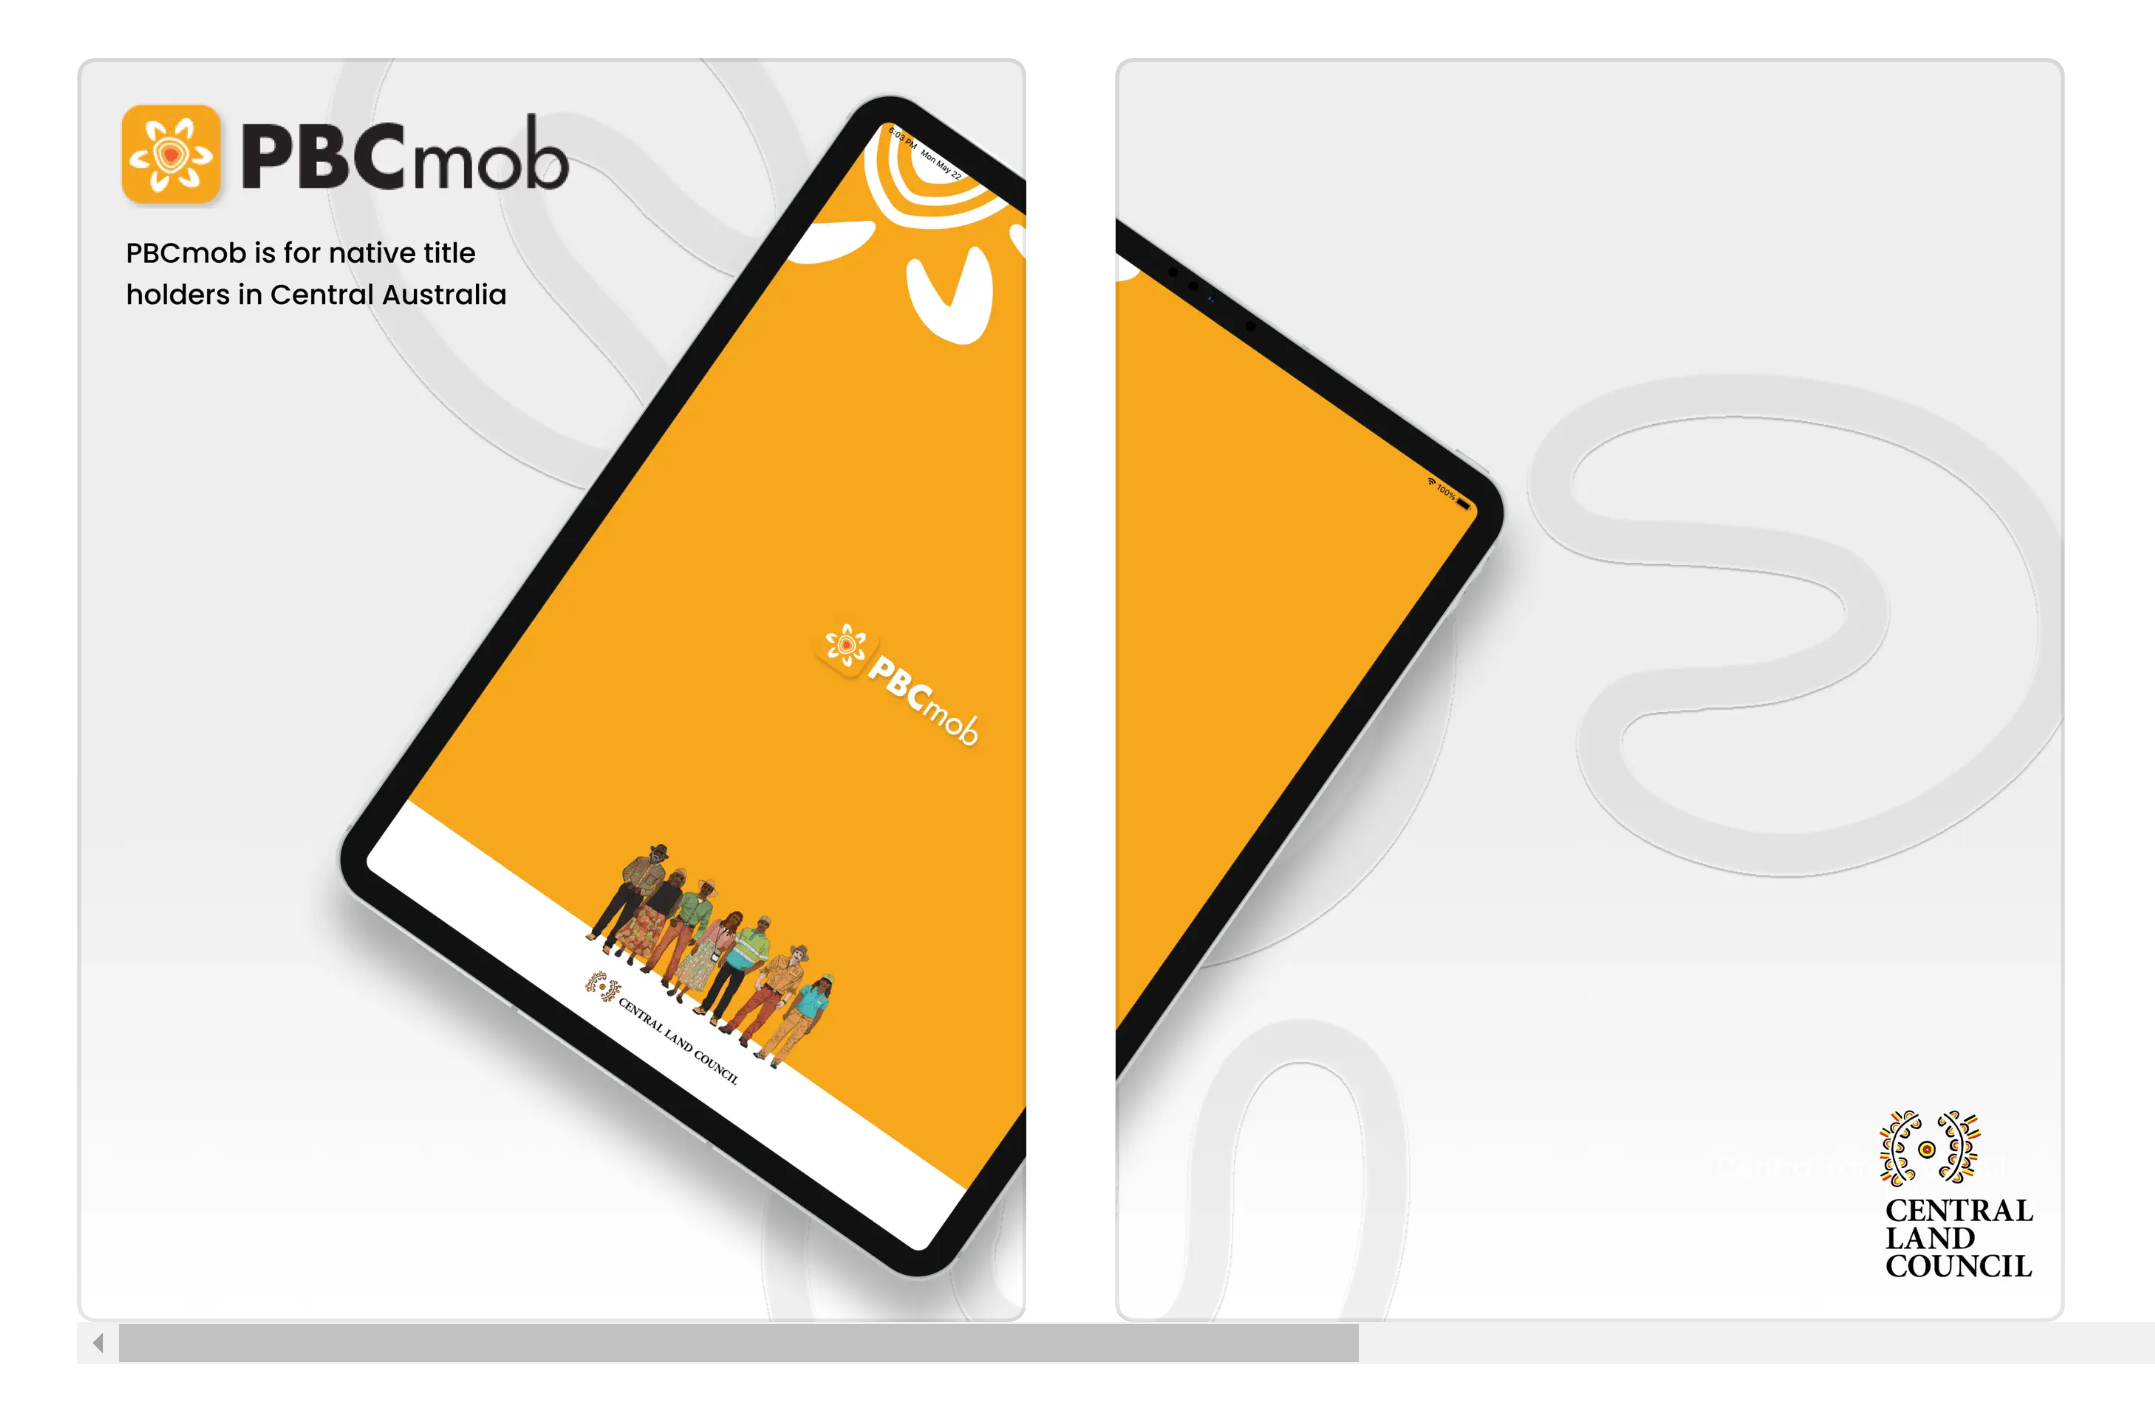 PBCmob
PBCmob is for native title
holders in Central Australia
6:03 PM Mon May 22
100%
PBCmob
CENTRAL LAND COUNCIL
CENTRAL
LAND
COUNCIL